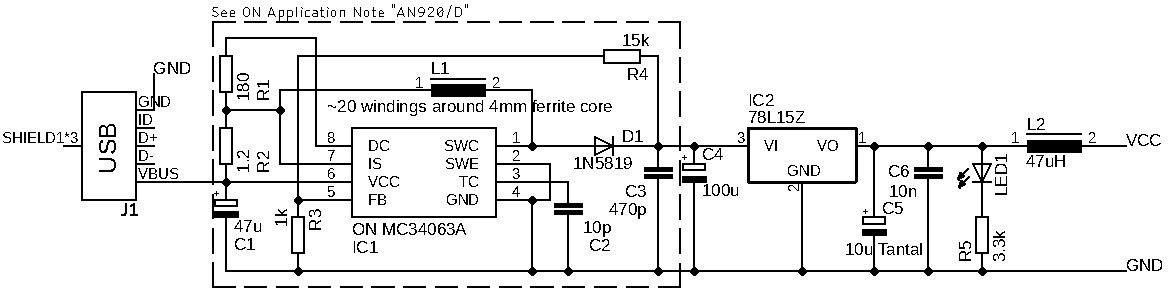 See ON Application Note "AN920/D"
GND
SHIELD1*3
USB
GND
ID
D+
D-
VBUS
J1
180
R1
1.2
R2
47u
C1
L1
1
2
~20 windings around 4mm ferrite core
15k
R4
8
7
6
5
DC
IS
VCC
FB
SWC
SWE
TC
GND
1
2
3
4
ON MC34063A
IC1
1k
R3
10p
C2
D1
1N5819
C3
470p
C4
100u
IC2
78L15Z
3
VI
VO
1
GND
2
C6
10n
C5
10u Tantal
LED1
R5
3.3k
L2
1
2
47uH
VCC
GND